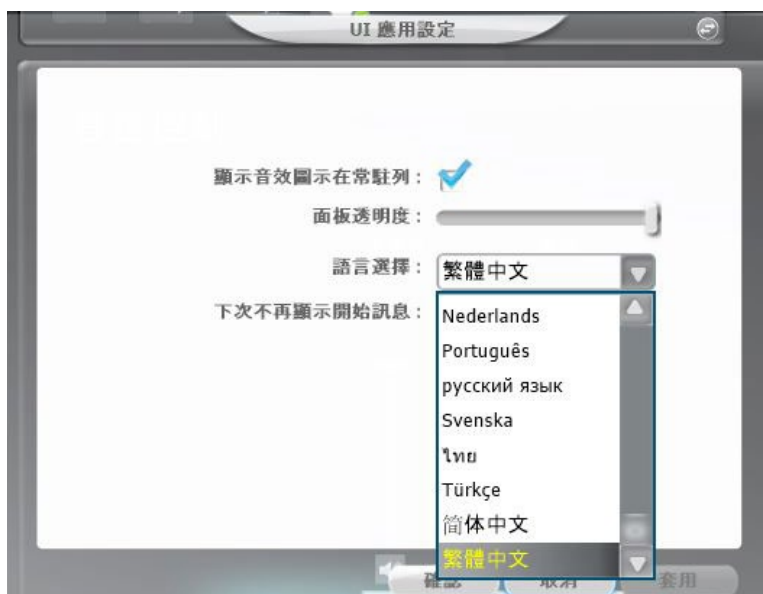 UI 應用設定
顯示音效圖示在常駐列：
面板透明度：
語言選擇： 繁體中文
下次不再顯示開始訊息：
Nederlands
Português
русский язык
Svenska
ไทย
Türkçe
简体中文
繁體中文
確認 取消 套用